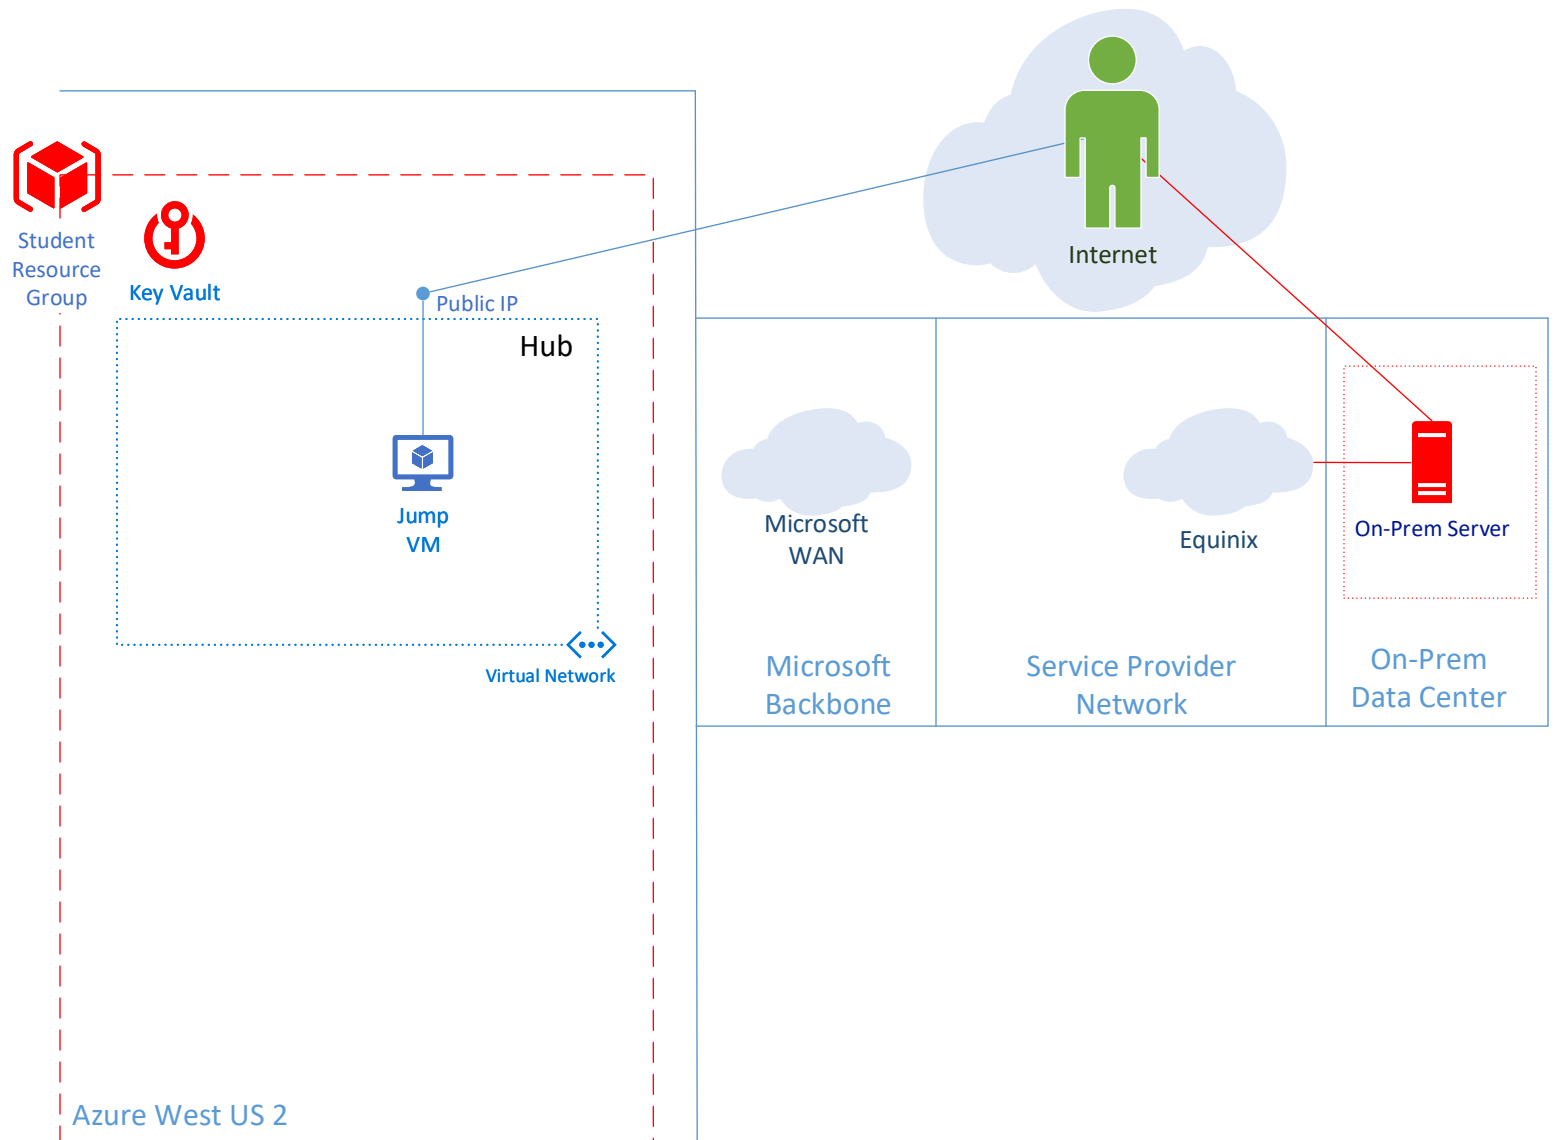 Student
Resource
Group
Key Vault
Public IP
Hub
Jump
VM
Virtual Network
Azure West US 2
Internet
Microsoft
WAN
Microsoft
Backbone
Equinix
Service Provider
Network
On-Prem Server
On-Prem
Data Center